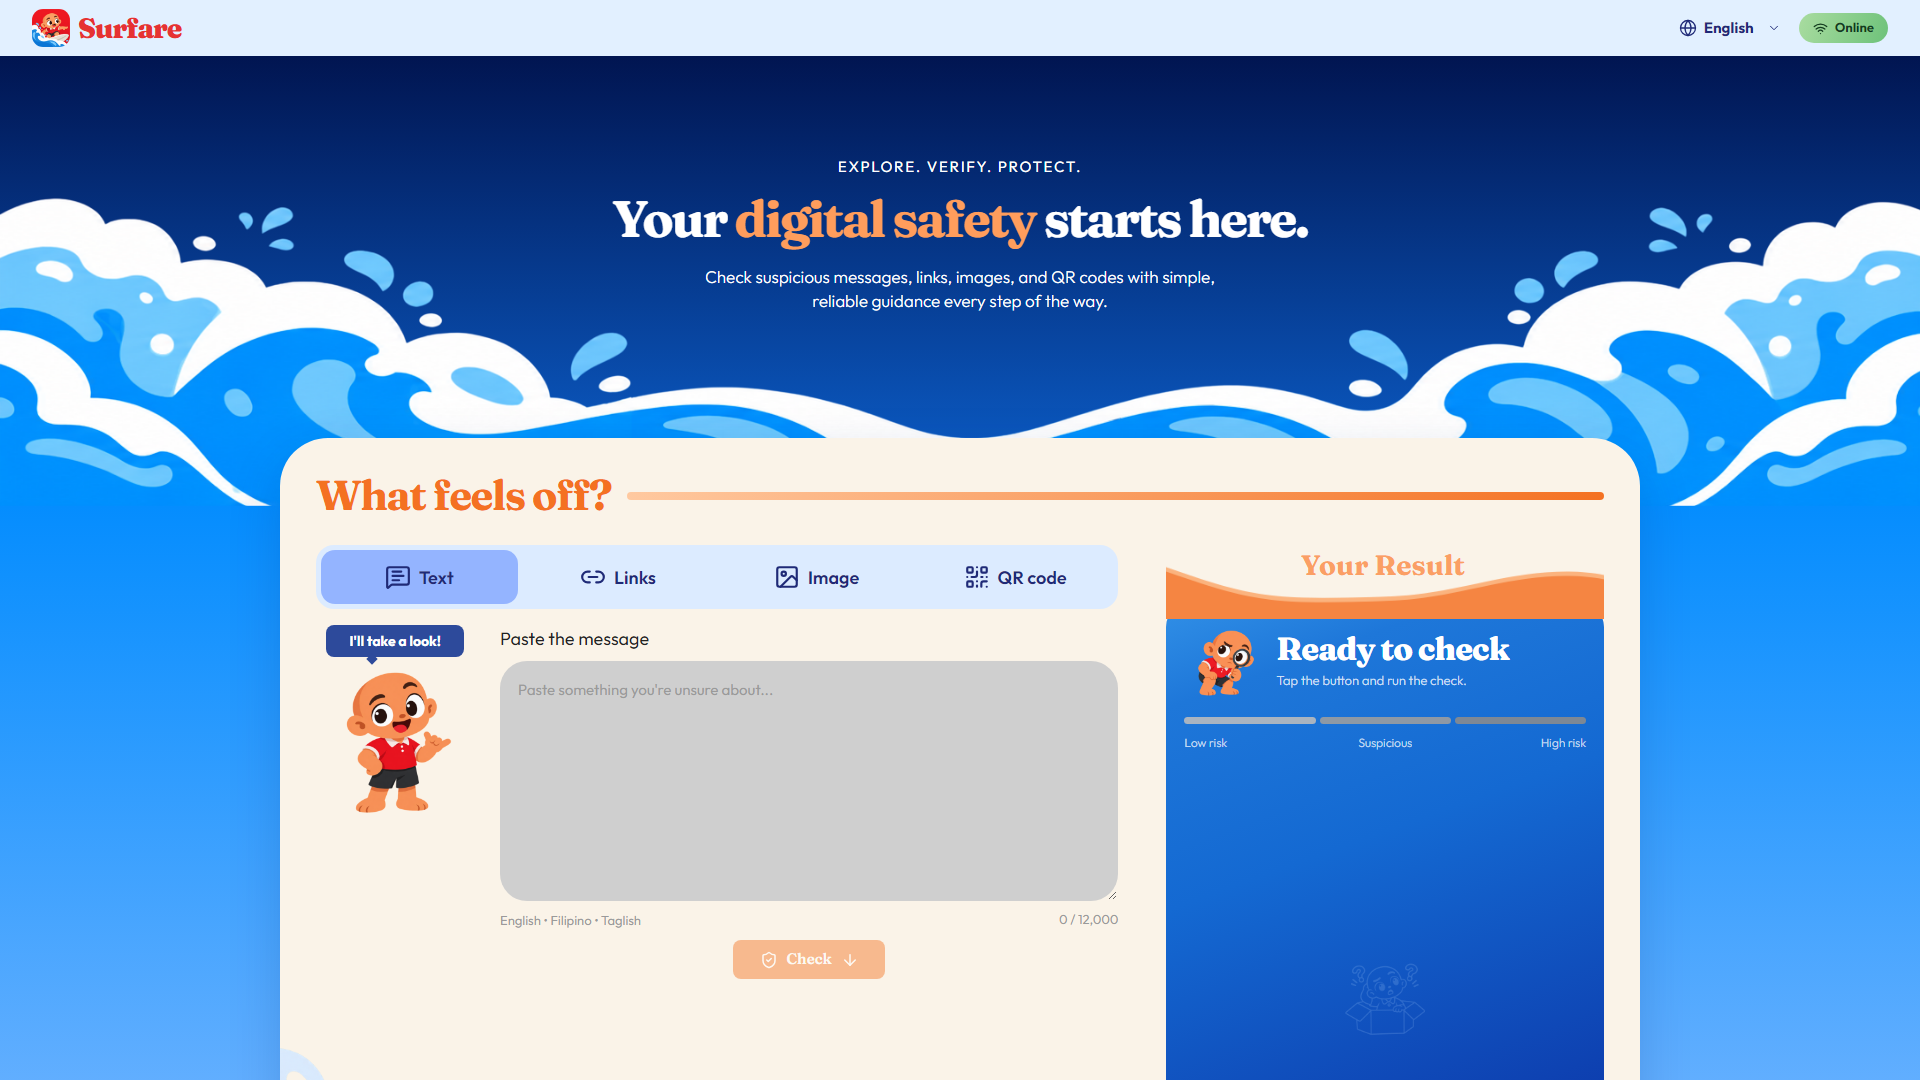 Surfare
English
Online
EXPLORE. VERIFY. PROTECT.
Your digital safety starts here.
Check suspicious messages, links, images, and QR codes with simple,
reliable guidance every step of the way.
What feels off?
Text
Links
Image
QR code
I'll take a look!
Paste the message
Paste something you're unsure about...
English • Filipino • Taglish
0 / 12,000
Check
Your Result
Ready to check
Tap the button and run the check.
Low risk
Suspicious
High risk